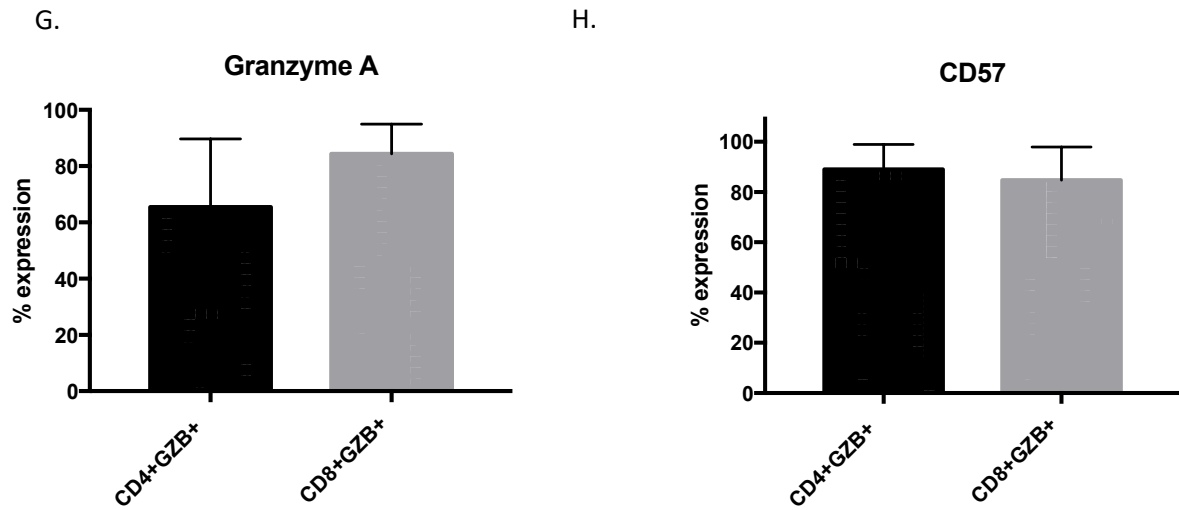 G.
Granzyme A
% expression
100
80
60
40
20
0
CD4+GZB+
CD8+GZB+
H.
CD57
% expression
100
80
60
40
20
0
CD4+GZB+
CD8+GZB+